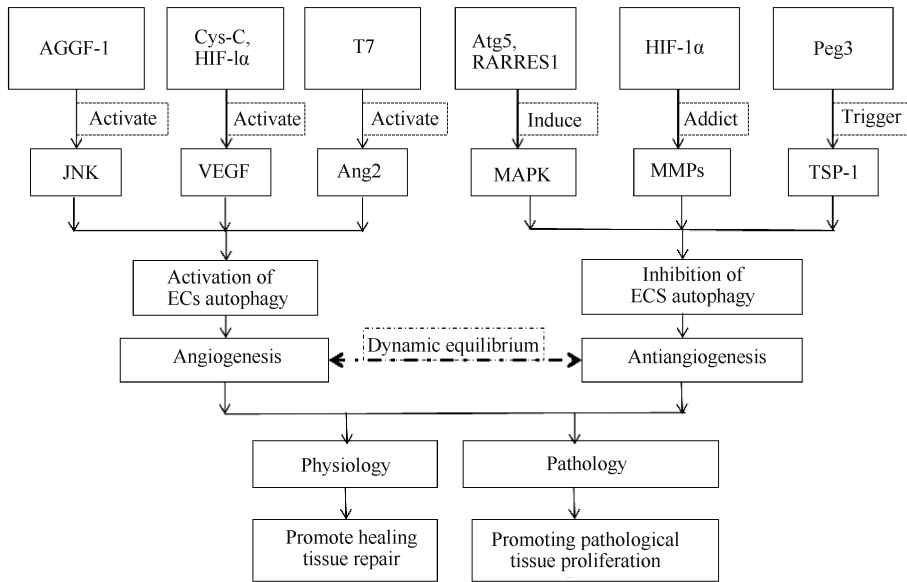 AGGF-1
Cys-C,
HIF-lα
T7
Atg5,
RARRES1
HIF-1α
Peg3
Activate
Activate
Activate
Induce
Addict
Trigger
JNK
VEGF
Ang2
MAPK
MMPs
TSP-1
Activation of
ECs autophagy
Inhibition of
ECS autophagy
Angiogenesis
Dynamic equilibrium
Antiangiogenesis
Physiology
Pathology
Promote healing
tissue repair
Promoting pathological
tissue proliferation